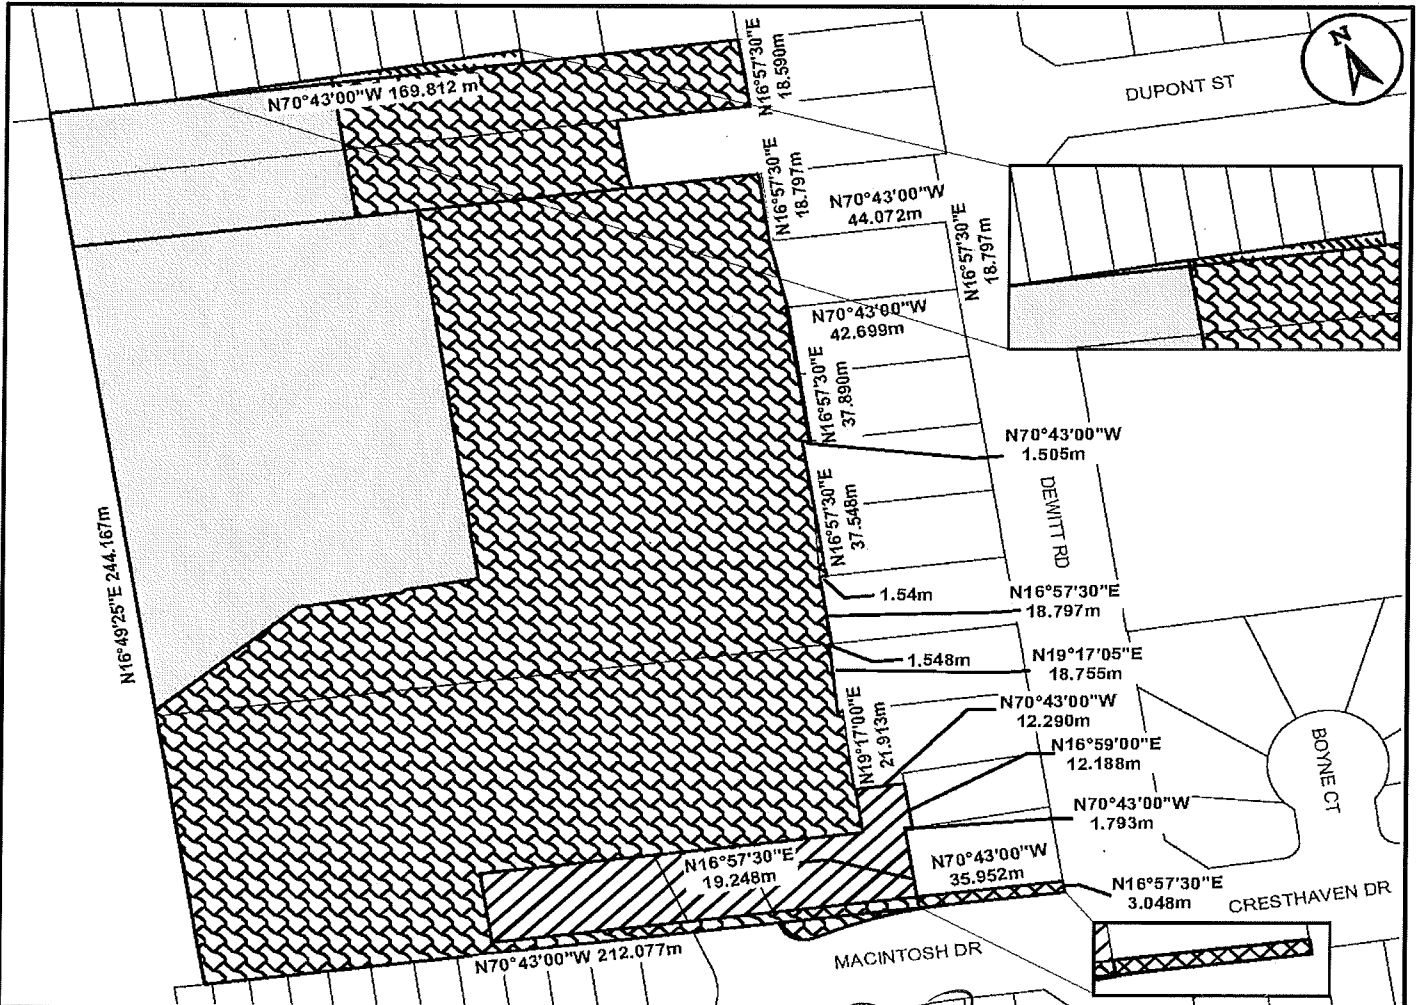 N
DUPONT ST
N70°43'00"W 169.812 m
N16°57'30"E
18.590m
N16°57'30"E
18.797m
N70°43'00"W
44.072m
N16°57'30"E
18.797m
N70°43'00"W
42.699m
N16°57'30"E
37.890m
N70°43'00"W
1.505m
DEWITT RD
N16°57'30"E
37.548m
N16°49'25"E 244.167m
1.54m
N16°57'30"E
18.797m
1.548m
N19°17'05"E
18.755m
N19°17'00"E
21.913m
N70°43'00"W
12.290m
N16°59'00"E
12.188m
BOYNE CT
N70°43'00"W
1.793m
N16°57'30"E
19.248m
N70°43'00"W
35.952m
N16°57'30"E
3.048m
CRESTHAVEN DR
MACINTOSH DR
N70°43'00"W 212.077m